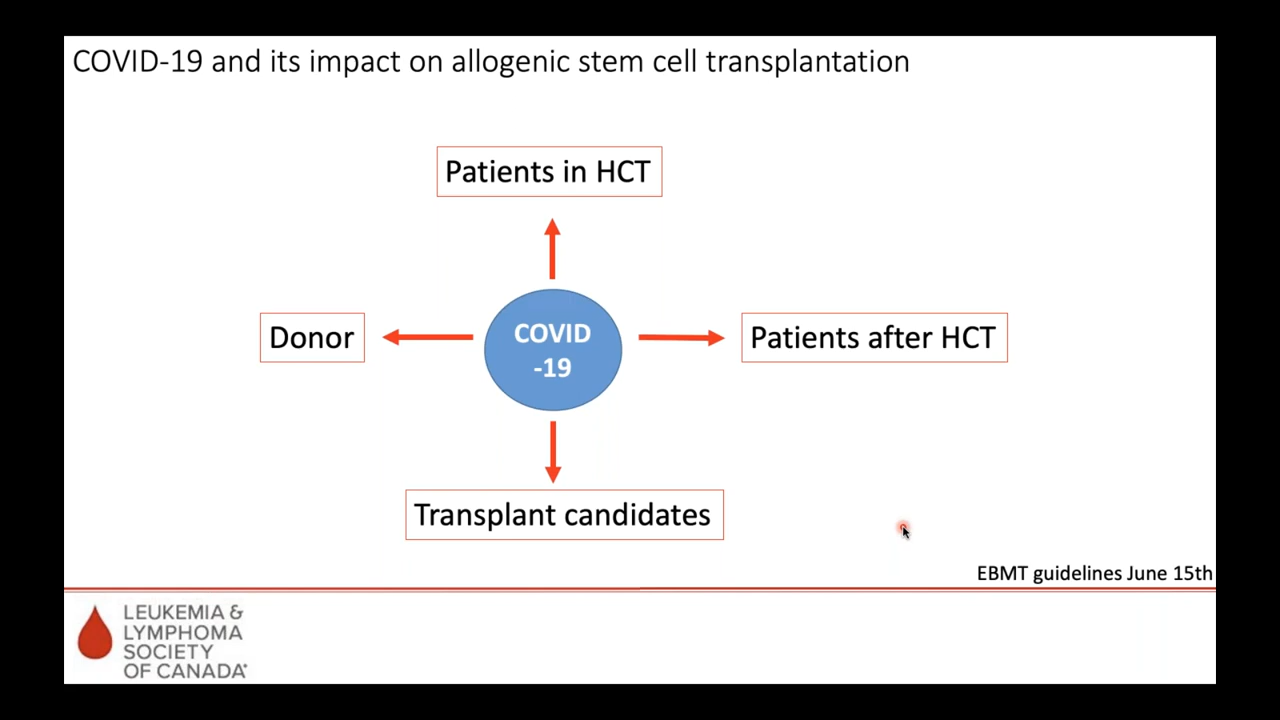 COVID-19 and its impact on allogenic stem cell transplantation
Patients in HCT
Donor
COVID
-19
Patients after HCT
Transplant candidates
EBMT guidelines June 15th
LEUKEMIA &
LYMPHOMA
SOCIETY
OF CANADA